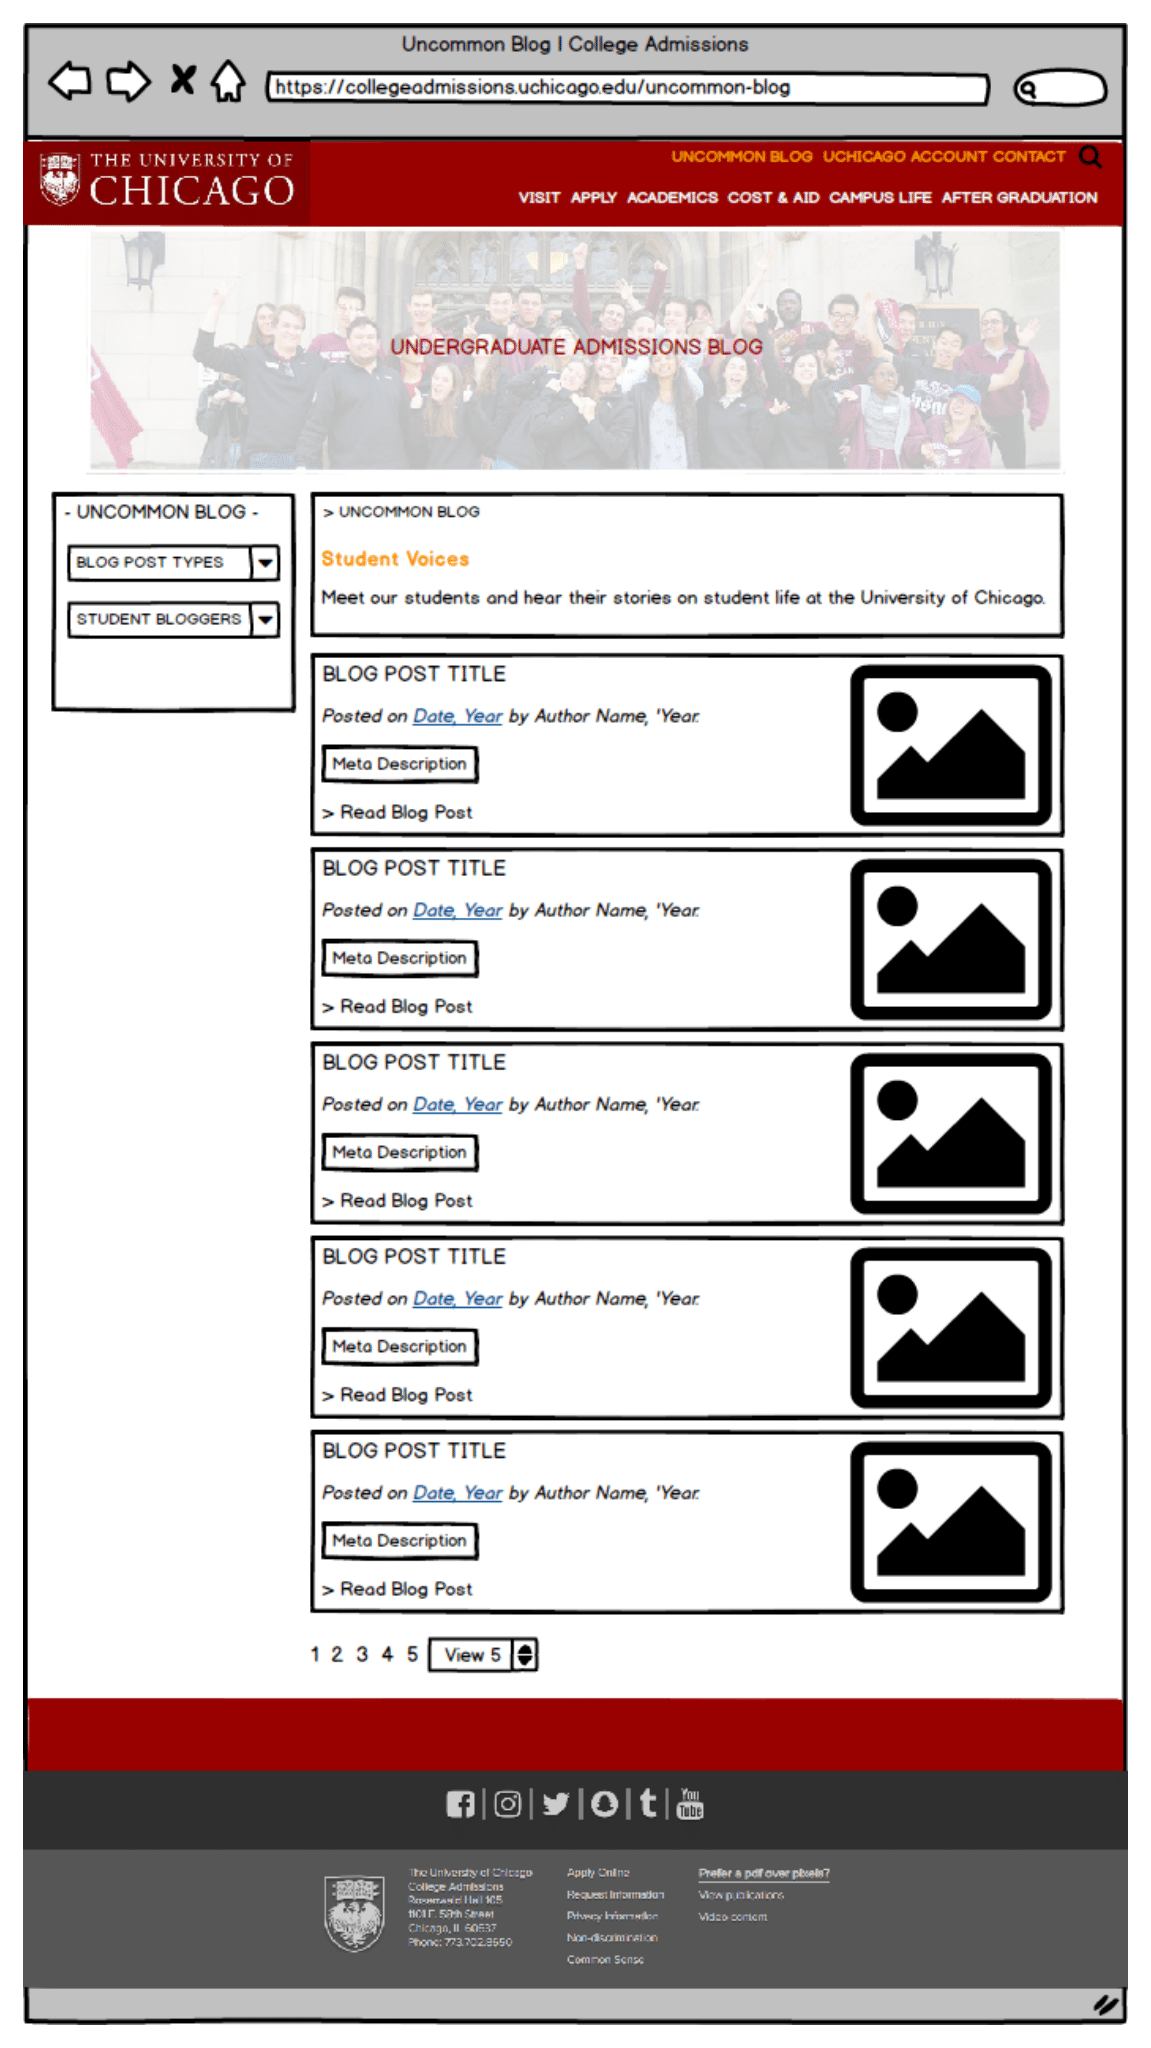 Uncommon Blog | College Admissions
https://collegeadmissions.uchicago.edu/uncommon-blog
THE UNIVERSITY OF
CHICAGO
UNCOMMON BLOG UCHICAGO ACCOUNT CONTACT
VISIT APPLY ACADEMICS COST & AID CAMPUS LIFE AFTER GRADUATION
UNDERGRADUATE ADMISSIONS BLOG
- UNCOMMON BLOG -
BLOG POST TYPES
STUDENT BLOGGERS
> UNCOMMON BLOG
Student Voices
Meet our students and hear their stories on student life at the University of Chicago.
BLOG POST TITLE
Posted on Date, Year by Author Name, 'Year.
Meta Description
> Read Blog Post
BLOG POST TITLE
Posted on Date, Year by Author Name, 'Year.
Meta Description
> Read Blog Post
BLOG POST TITLE
Posted on Date, Year by Author Name, 'Year.
Meta Description
> Read Blog Post
BLOG POST TITLE
Posted on Date, Year by Author Name, 'Year.
Meta Description
> Read Blog Post
BLOG POST TITLE
Posted on Date, Year by Author Name, 'Year.
Meta Description
> Read Blog Post
1 2 3 4 5 View 5
You
Tube
The University of Chicago
College Admissions
Rosenwald Hall 105
1101 E. 58th Street
Chicago, IL 60637
Phone: 773.702.8650
Apply Online
Request Information
Privacy Information
Non-discrimination
Common Sense
Prefer a pdf over pixels?
View publications
Video content